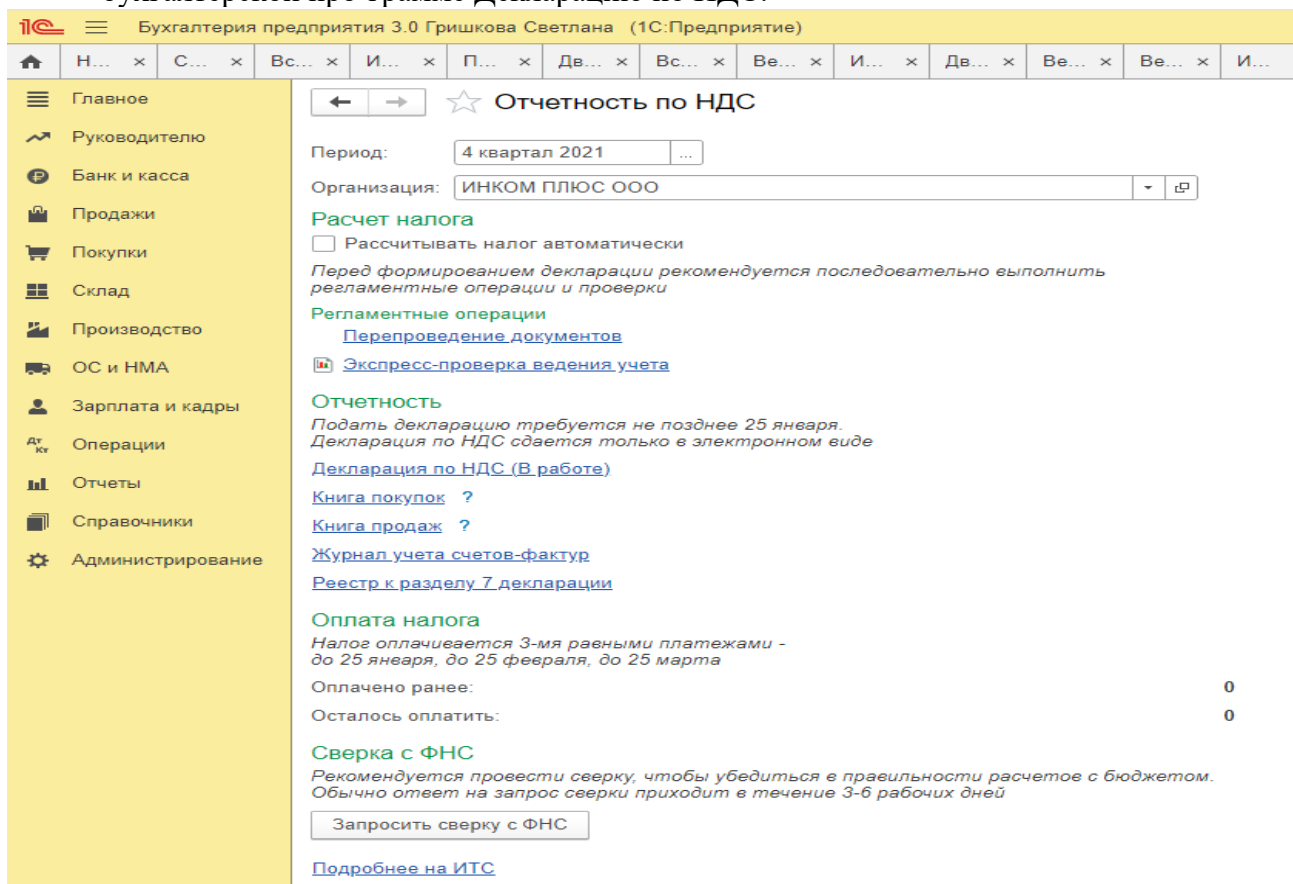 бухгалтерской программе Декларацию по НДС.
1С Бухгалтерия предприятия 3.0 Гришкова Светлана (1С:Предприятие)
Н... × С... × Вс... × И... × П... × Дв... × Вс... × Ве... × И... × Дв... × Ве... × Ве... × И...
Главное
Руководителю
Банк и касса
Продажи
Покупки
Склад
Производство
ОС и НМА
Зарплата и кадры
Дт Кт Операции
Отчеты
Справочники
Администрирование
Отчетность по НДС
Период: 4 квартал 2021 ...
Организация: ИНКОМ ПЛЮС ООО
Расчет налога
Рассчитывать налог автоматически
Перед формированием декларации рекомендуется последовательно выполнить
регламентные операции и проверки
Регламентные операции
Перепроведение документов
Экспресс-проверка ведения учета
Отчетность
Подать декларацию требуется не позднее 25 января.
Декларация по НДС сдается только в электронном виде
Декларация по НДС (В работе)
Книга покупок ?
Книга продаж ?
Журнал учета счетов-фактур
Реестр к разделу 7 декларации
Оплата налога
Налог оплачивается 3-мя равными платежами -
до 25 января, до 25 февраля, до 25 марта
Оплачено ранее: 0
Осталось оплатить: 0
Сверка с ФНС
Рекомендуется провести сверку, чтобы убедиться в правильности расчетов с бюджетом.
Обычно ответ на запрос сверки приходит в течение 3-6 рабочих дней
Запросить сверку с ФНС
Подробнее на ИТС